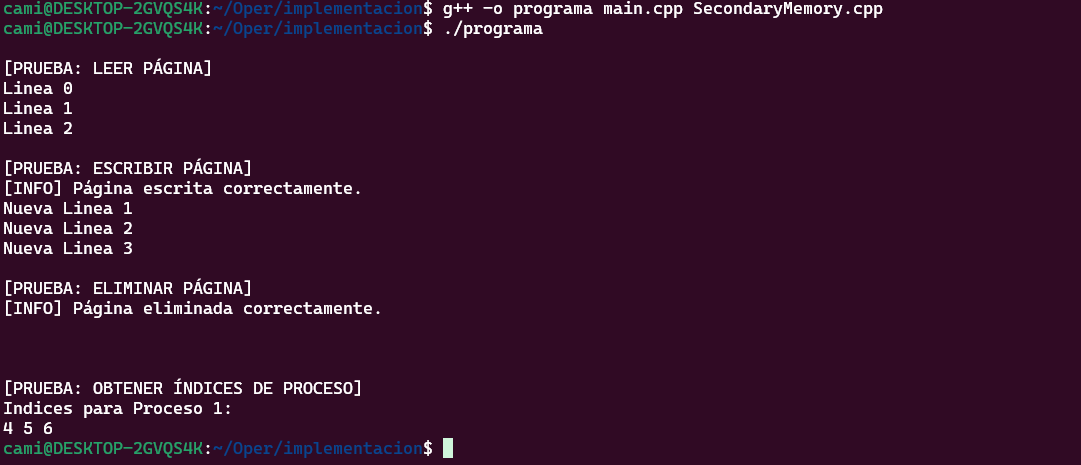 cami@DESKTOP-2GVQS4K:~/Oper/implementacion$ g++ -o programa main.cpp SecondaryMemory.cpp
cami@DESKTOP-2GVQS4K:~/Oper/implementacion$ ./programa
[PRUEBA: LEER PÁGINA]
Linea 0
Linea 1
Linea 2
[PRUEBA: ESCRIBIR PÁGINA]
[INFO] Página escrita correctamente.
Nueva Linea 1
Nueva Linea 2
Nueva Linea 3
[PRUEBA: ELIMINAR PÁGINA]
[INFO] Página eliminada correctamente.
[PRUEBA: OBTENER ÍNDICES DE PROCESO]
Indices para Proceso 1:
4 5 6
cami@DESKTOP-2GVQS4K:~/Oper/implementacion$